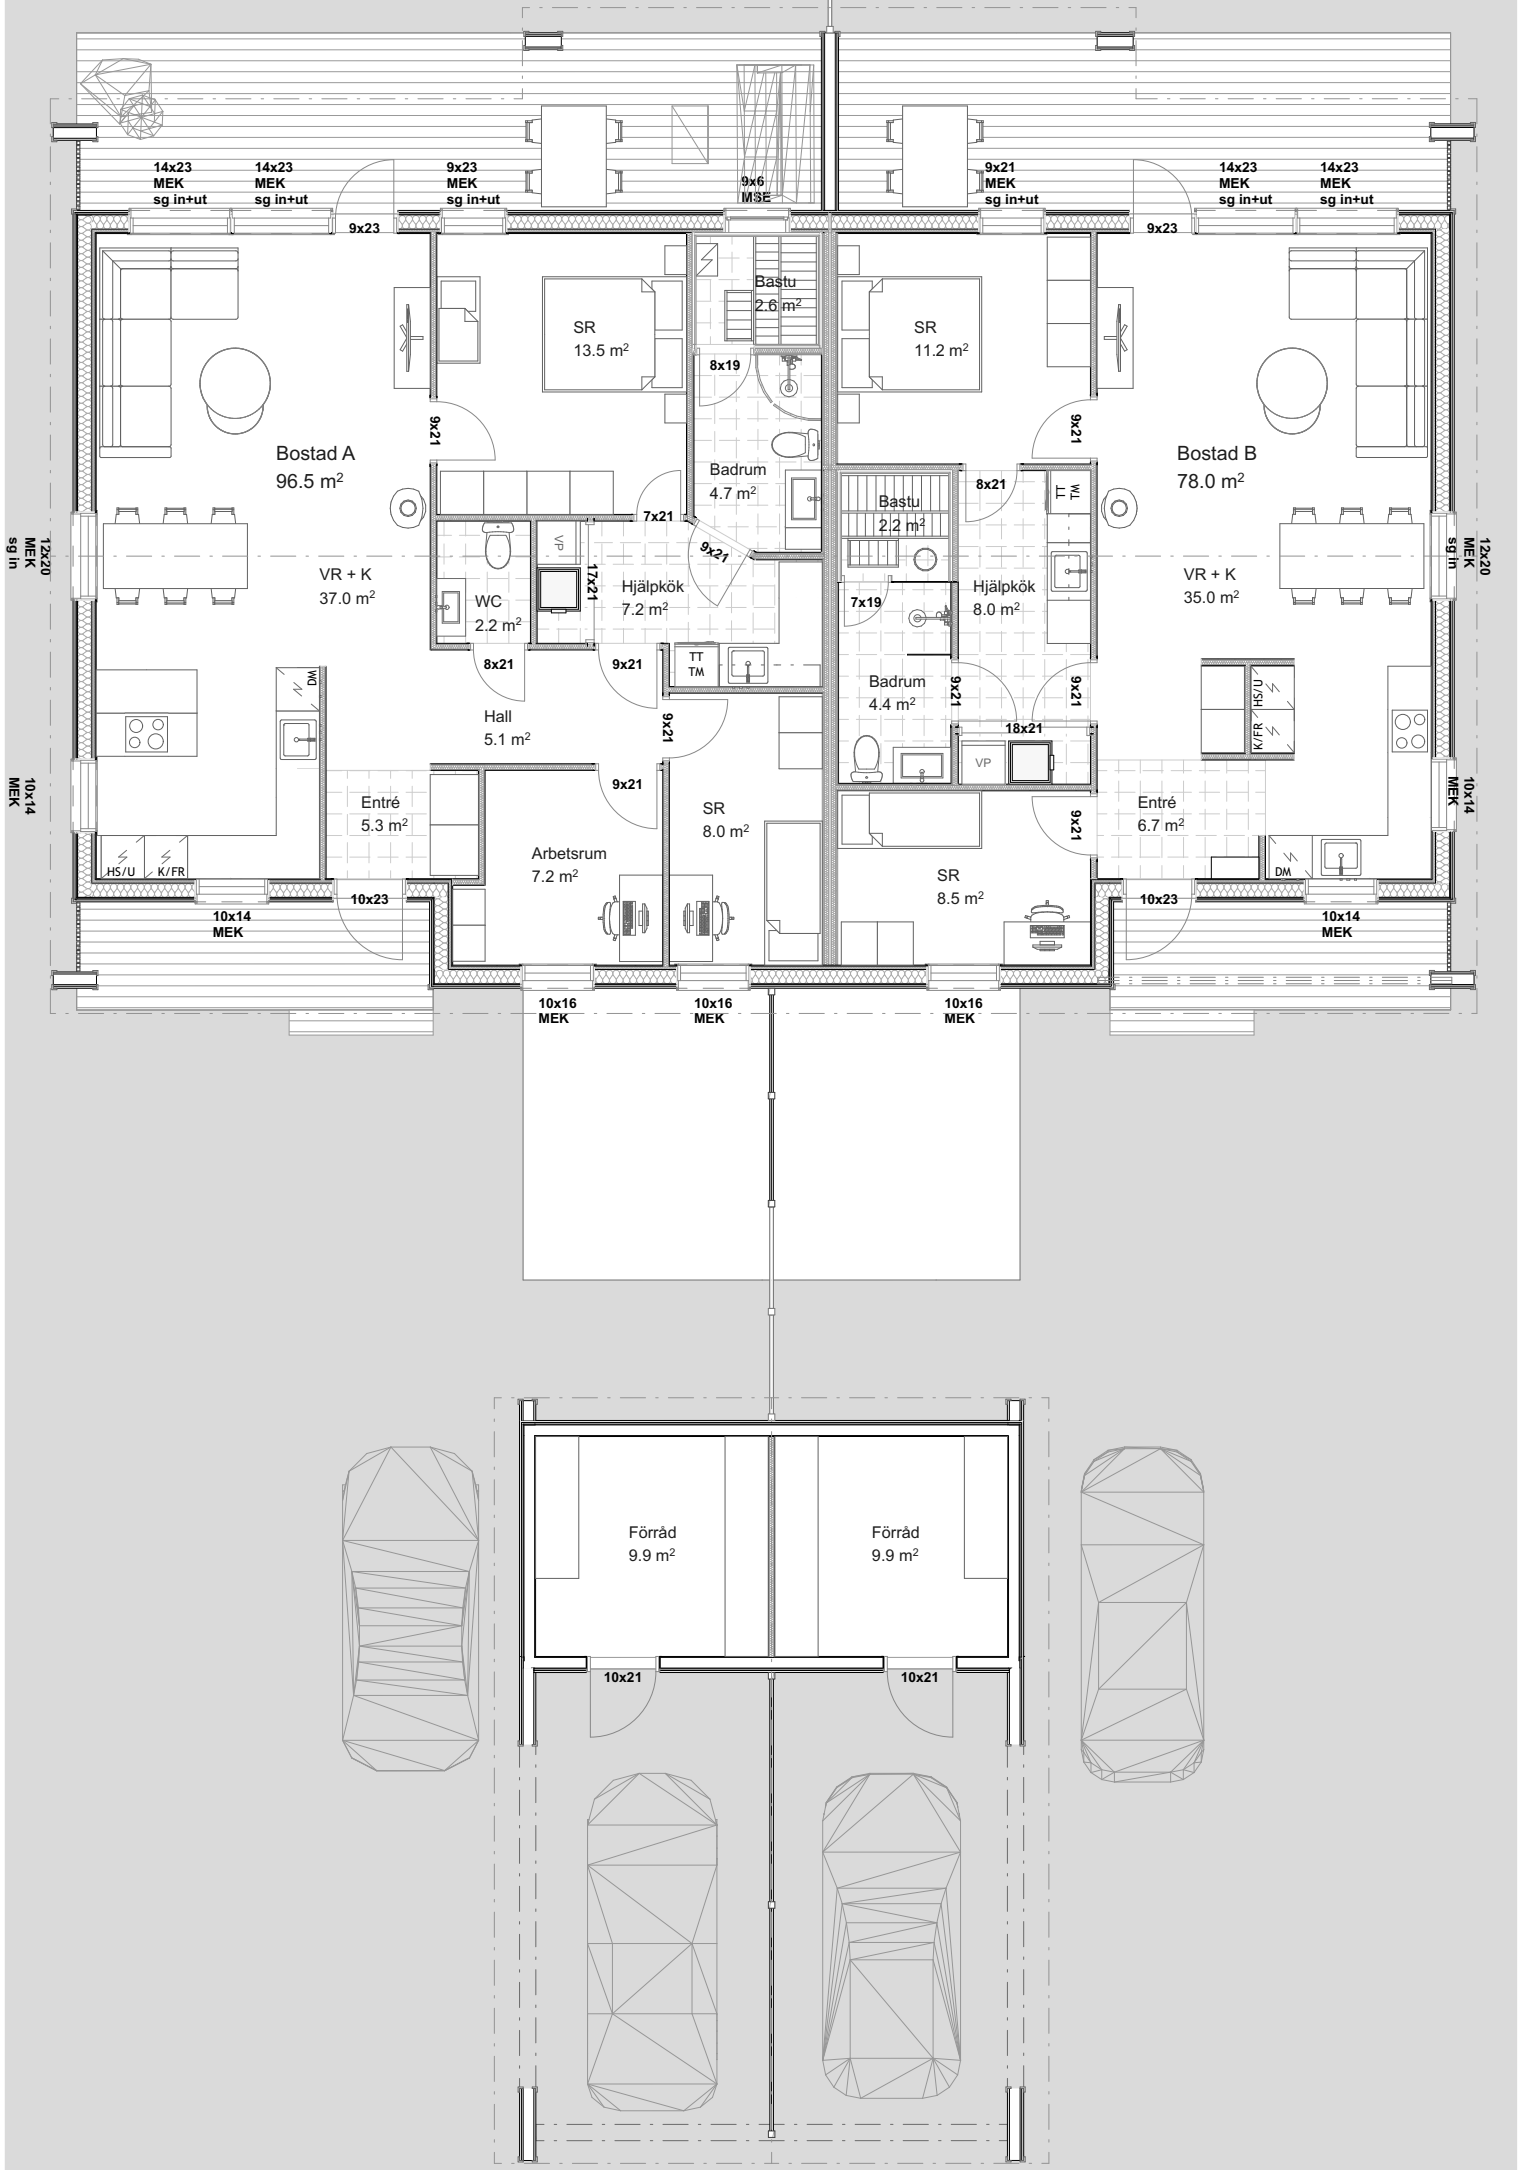 14x23
MEK
sg in+ut
14x23
MEK
sg in+ut
9x23
MEK
sg in+ut
9x6
MSE
9x21
MEK
sg in+ut
14x23
MEK
sg in+ut
14x23
MEK
sg in+ut
9x23
9x23
Bastu
2.6 m²
SR
13.5 m²
SR
11.2 m²
8x19
9x21
9x21
Bostad A
96.5 m²
Badrum
4.7 m²
Bostad B
78.0 m²
8x21
TT
TM
Bastu
2.2 m²
7x21
9x21
VP
17x21
12x20
MEK
sg in
12x20
MEK
sg in
VR + K
37.0 m²
WC
2.2 m²
Hjälpkök
7.2 m²
7x19
Hjälpkök
8.0 m²
VR + K
35.0 m²
8x21
9x21
TT
TM
DM
Badrum
4.4 m²
9x21
9x21
HS/U
K/FR
Hall
5.1 m²
9x21
18x21
VP
10x14
MEK
10x14
MEK
9x21
Entré
5.3 m²
SR
8.0 m²
9x21
Entré
6.7 m²
Arbetsrum
7.2 m²
HS/U
K/FR
SR
8.5 m²
DM
10x14
MEK
10x23
10x23
10x14
MEK
10x16
MEK
10x16
MEK
10x16
MEK
Förråd
9.9 m²
Förråd
9.9 m²
10x21
10x21